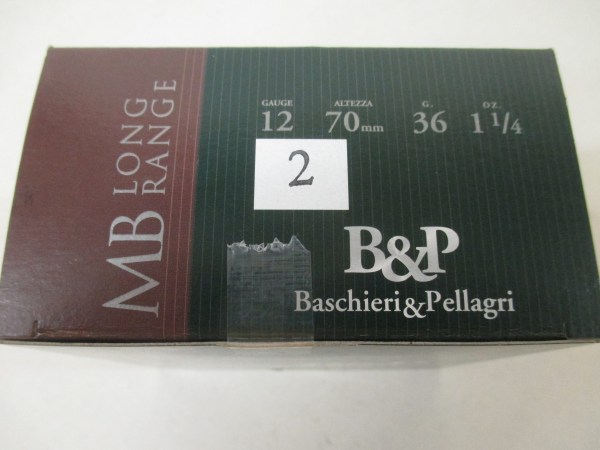 MB LONG
RANGE
GAUGE ALTEZZA G. OZ.
12 70mm 36 1 1/4
2
B&P
Baschieri&Pellagri